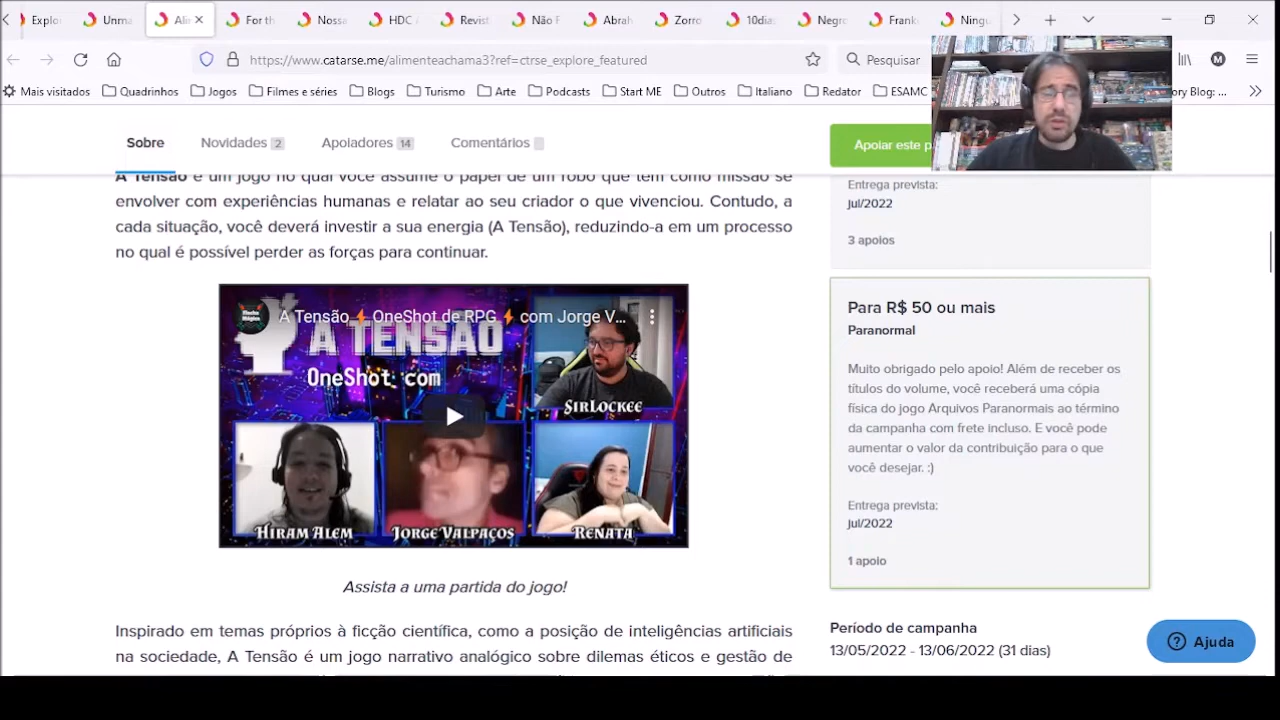 Explo
Unrna
Ali
For th
Nossa
HDC
Revist
Não F
Abrah
Zorro
10dia
Negro
Frank
Ningu
https://www.catarse.me/alimenteachama3?ref=ctrse_explore_featured
Pesquisar
M
Mais visitados
Quadrinhos
Jogos
Filmes e séries
Blogs
Turismo
Arte
Podcasts
Start ME
Outros
Italiano
Redator
ESAMC
ory Blog: ...
Sobre
Novidades 2
Apoiadores 14
Comentários
Apoiar este p
A Tensão é um jogo no qual você assume o papel de um robô que tem como missão se
envolver com experiências humanas e relatar ao seu criador o que vivenciou. Contudo, a
cada situação, você deverá investir a sua energia (A Tensão), reduzindo-a em um processo
no qual é possível perder as forças para continuar.
A Tensão⚡OneShot de RPG⚡com Jorge V...
A TENSÃO
OneShot com
SirLockee
Hiram Alem
Jorge Valpaços
Renata
Assista a uma partida do jogo!
Inspirado em temas próprios à ficção científica, como a posição de inteligências artificiais
na sociedade, A Tensão é um jogo narrativo analógico sobre dilemas éticos e gestão de
Entrega prevista:
jul/2022
3 apoios
Para R$ 50 ou mais
Paranormal
Muito obrigado pelo apoio! Além de receber os
títulos do volume, você receberá uma cópia
física do jogo Arquivos Paranormais ao término
da campanha com frete incluso. E você pode
aumentar o valor da contribuição para o que
você desejar. :)
Entrega prevista:
jul/2022
1 apoio
Período de campanha
13/05/2022 - 13/06/2022 (31 dias)
Ajuda